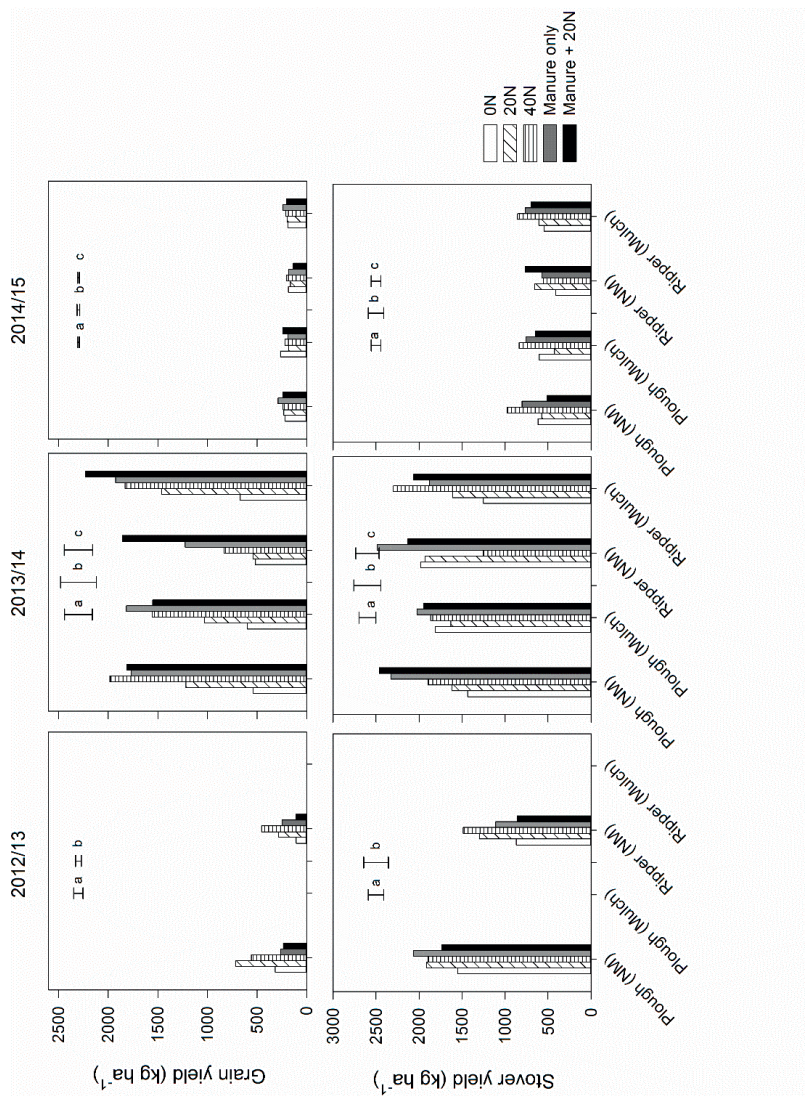 2012/13
2013/14
2014/15
Grain yield (kg ha-1)
2500
2000
1500
1000
500
0
a
b
a
b
c
a
b
c
Stover yield (kg ha-1)
3000
2500
2000
1500
1000
500
0
a
b
a
b
c
a
b
c
Plough (NM)
Plough (Mulch)
Ripper (NM)
Ripper (Mulch)
Plough (NM)
Plough (Mulch)
Ripper (NM)
Ripper (Mulch)
Plough (NM)
Plough (Mulch)
Ripper (NM)
Ripper (Mulch)
0N
20N
40N
Manure only
Manure + 20N